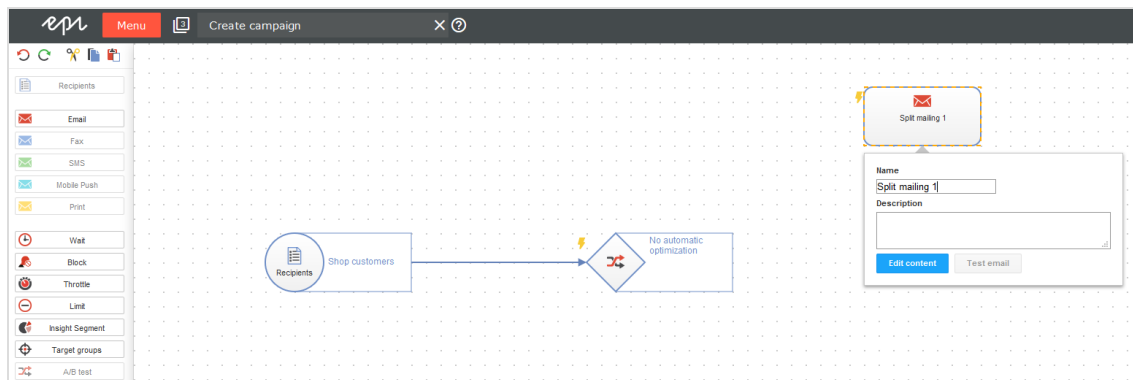 epi Menu 3 Create campaign
Recipients
Email
Fax
SMS
Mobile Push
Print
Wait
Block
Throttle
Limit
Insight Segment
Target groups
A/B test
Recipients
Shop customers
No automatic
optimization
Split mailing 1
Name
Split mailing 1
Description
Edit content Test email